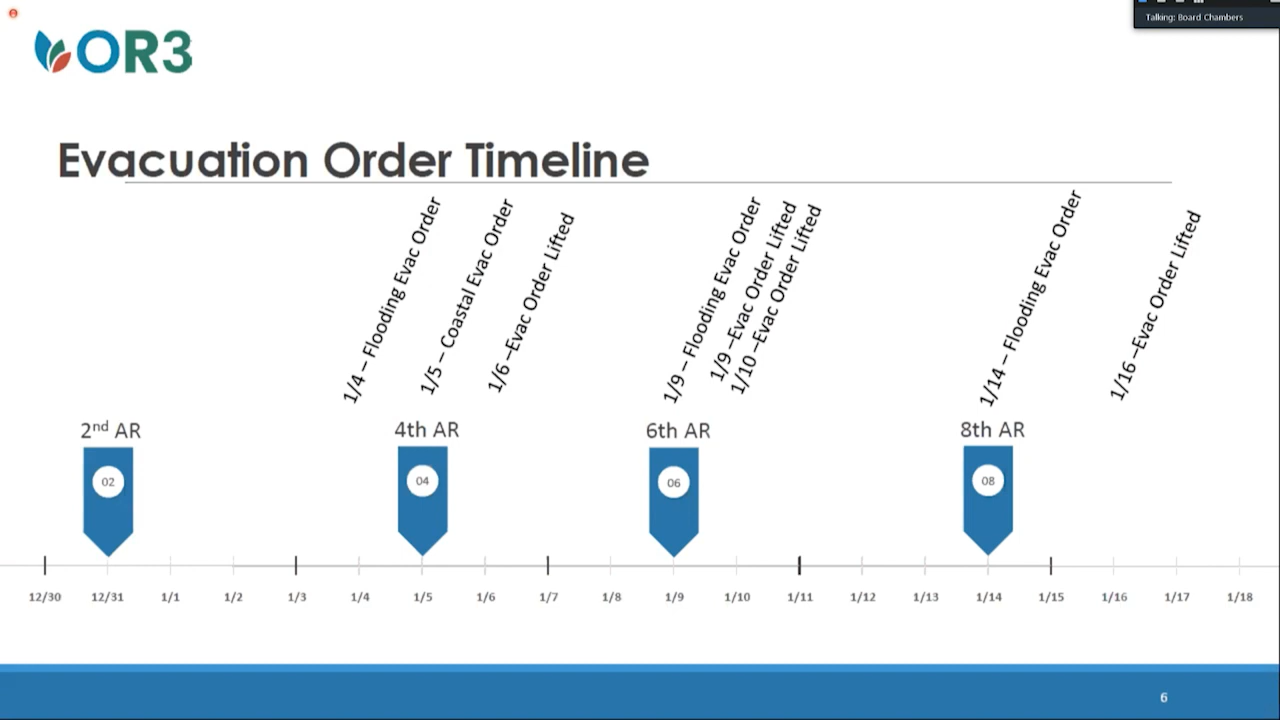 Talking: Board Chambers
OR3
Evacuation Order Timeline
1/4 – Flooding Evac Order
1/5 – Coastal Evac Order
1/6 –Evac Order Lifted
1/9 – Flooding Evac Order
1/9 –Evac Order Lifted
1/10 –Evac Order Lifted
1/14 – Flooding Evac Order
1/16 –Evac Order Lifted
2nd AR
4th AR
6th AR
8th AR
02
04
06
08
12/30 12/31 1/1 1/2 1/3 1/4 1/5 1/6 1/7 1/8 1/9 1/10 1/11 1/12 1/13 1/14 1/15 1/16 1/17 1/18
6